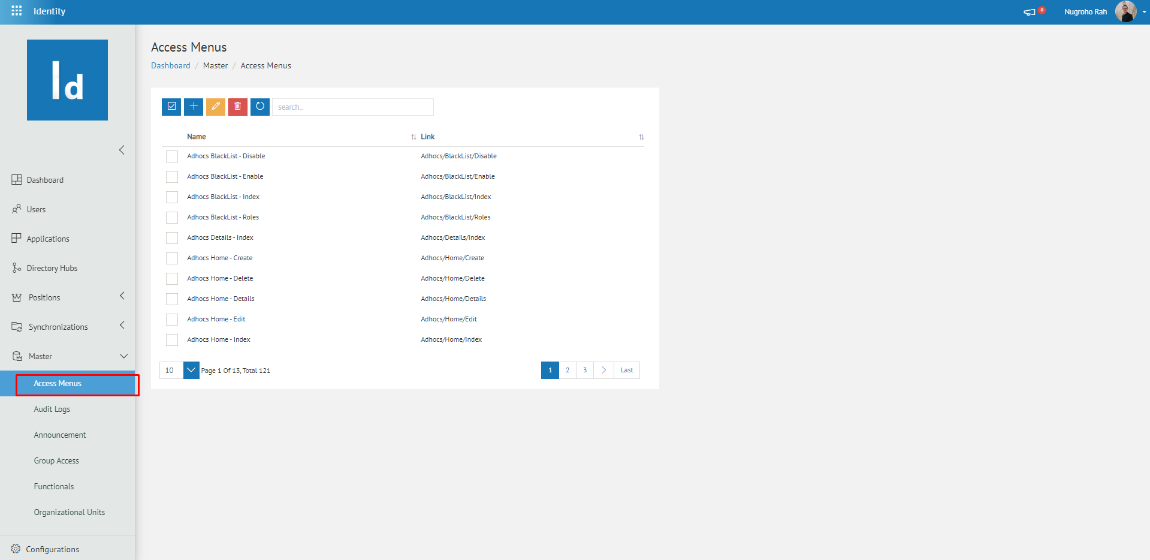 Identity
8
Nugroho Rah
Id
Access Menus
Dashboard / Master / Access Menus
search..
Name Link
Adhocs BlackList - Disable Adhocs/BlackList/Disable
Adhocs BlackList - Enable Adhocs/BlackList/Enable
Adhocs BlackList - Index Adhocs/BlackList/Index
Adhocs BlackList - Roles Adhocs/BlackList/Roles
Adhocs Details - Index Adhocs/Details/Index
Adhocs Home - Create Adhocs/Home/Create
Adhocs Home - Delete Adhocs/Home/Delete
Adhocs Home - Details Adhocs/Home/Details
Adhocs Home - Edit Adhocs/Home/Edit
Adhocs Home - Index Adhocs/Home/Index
10 Page 1 Of 13, Total 121
1 2 3 > Last
Dashboard
Users
Applications
Directory Hubs
Positions
Synchronizations
Master
Access Menus
Audit Logs
Announcement
Group Access
Functionals
Organizational Units
Configurations